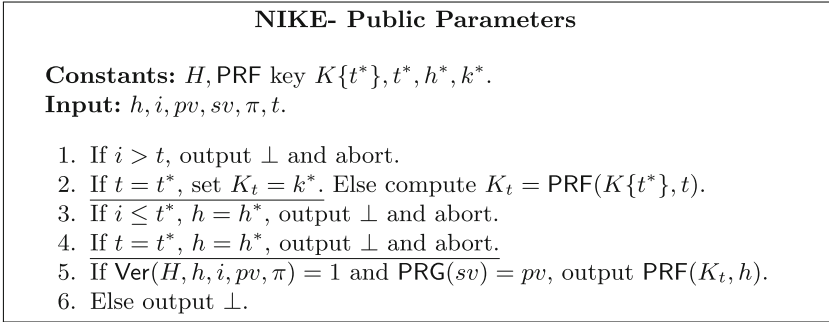 NIKE- Public Parameters
Constants: H, PRF key K{t*}, t*, h*, k*.
Input: h, i, pv, sv, π, t.
1. If i > t, output ⊥ and abort.
2. If t = t*, set K_t = k*. Else compute K_t = PRF(K{t*}, t).
3. If i ≤ t*, h = h*, output ⊥ and abort.
4. If t = t*, h = h*, output ⊥ and abort.
5. If Ver(H, h, i, pv, π) = 1 and PRG(sv) = pv, output PRF(K_t, h).
6. Else output ⊥.